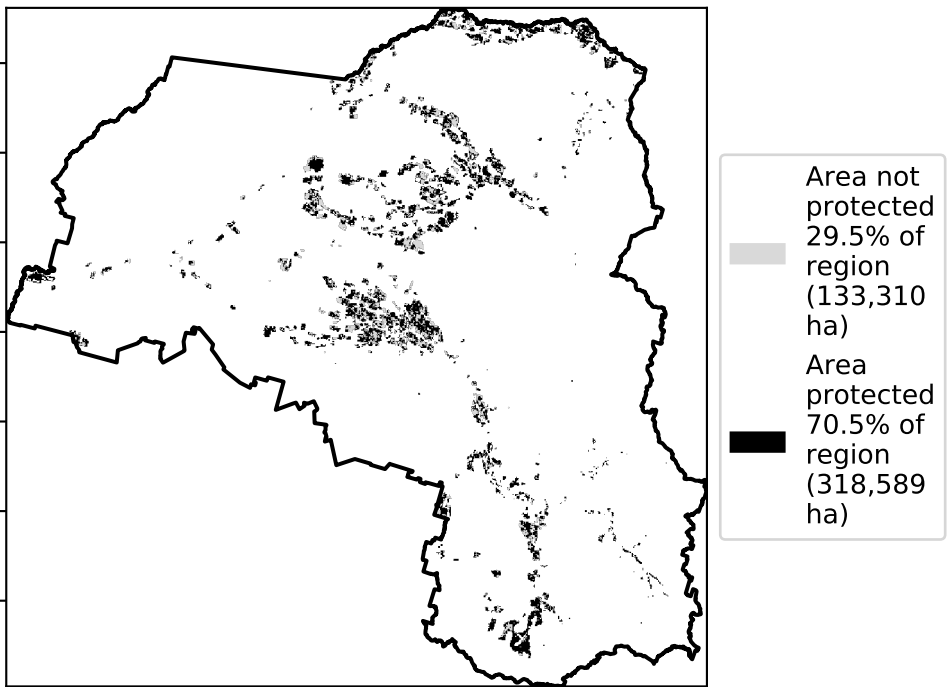 Area not
protected
29.5% of
region
(133,310
ha)
Area
protected
70.5% of
region
(318,589
ha)